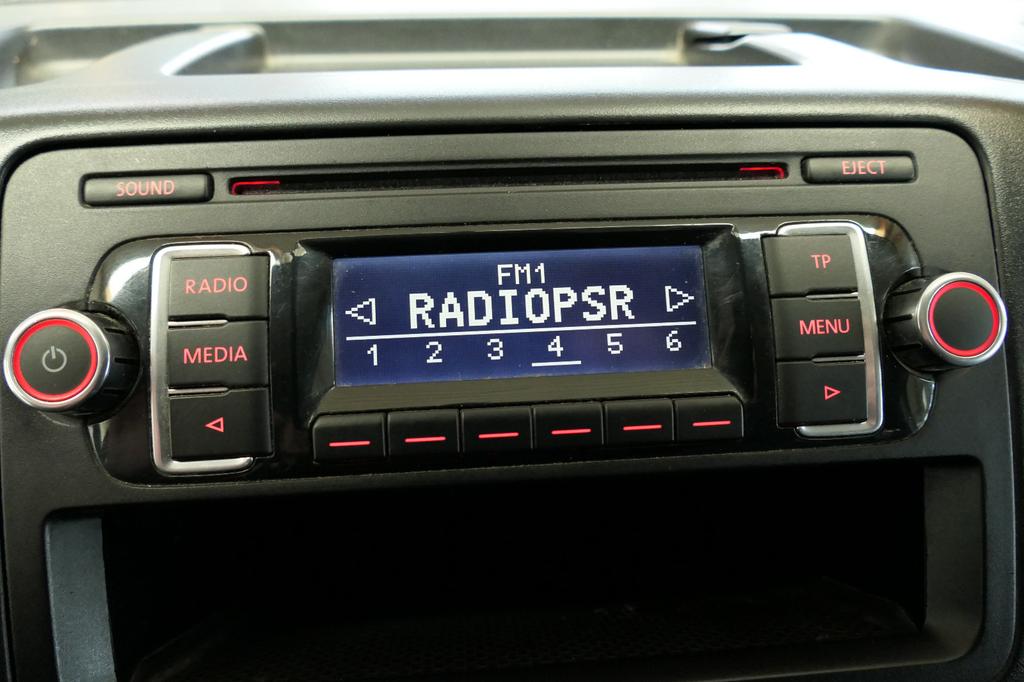 SOUND
EJECT
RADIO
MEDIA
FM1
RADIOPSR
1 2 3 4 5 6
TP
MENU